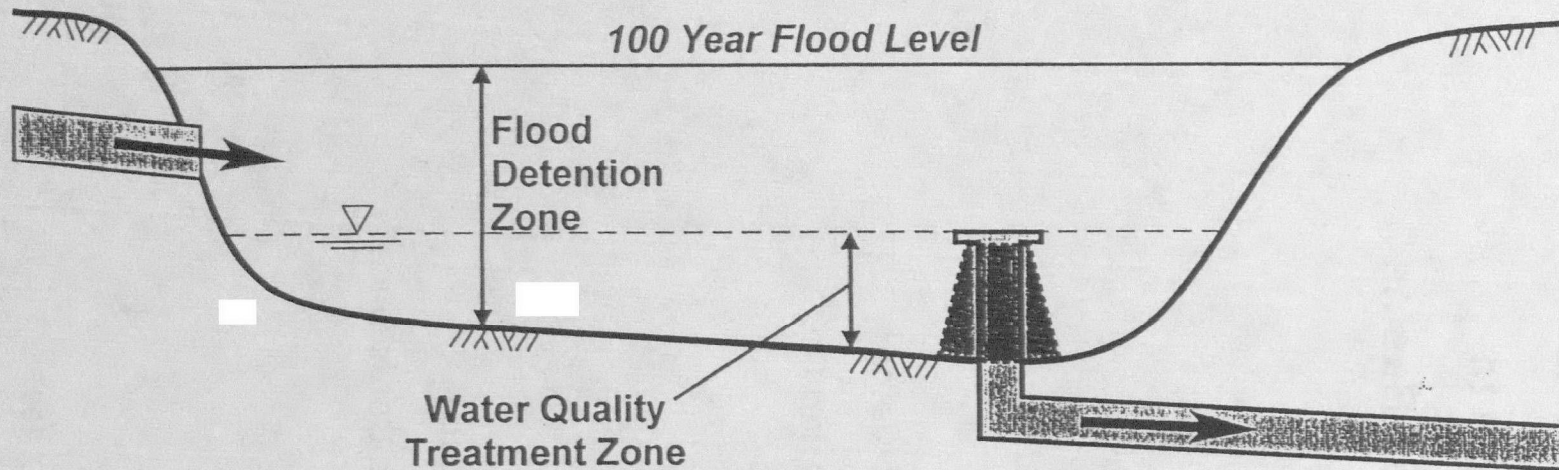 100 Year Flood Level
Flood
Detention
Zone
Water Quality
Treatment Zone